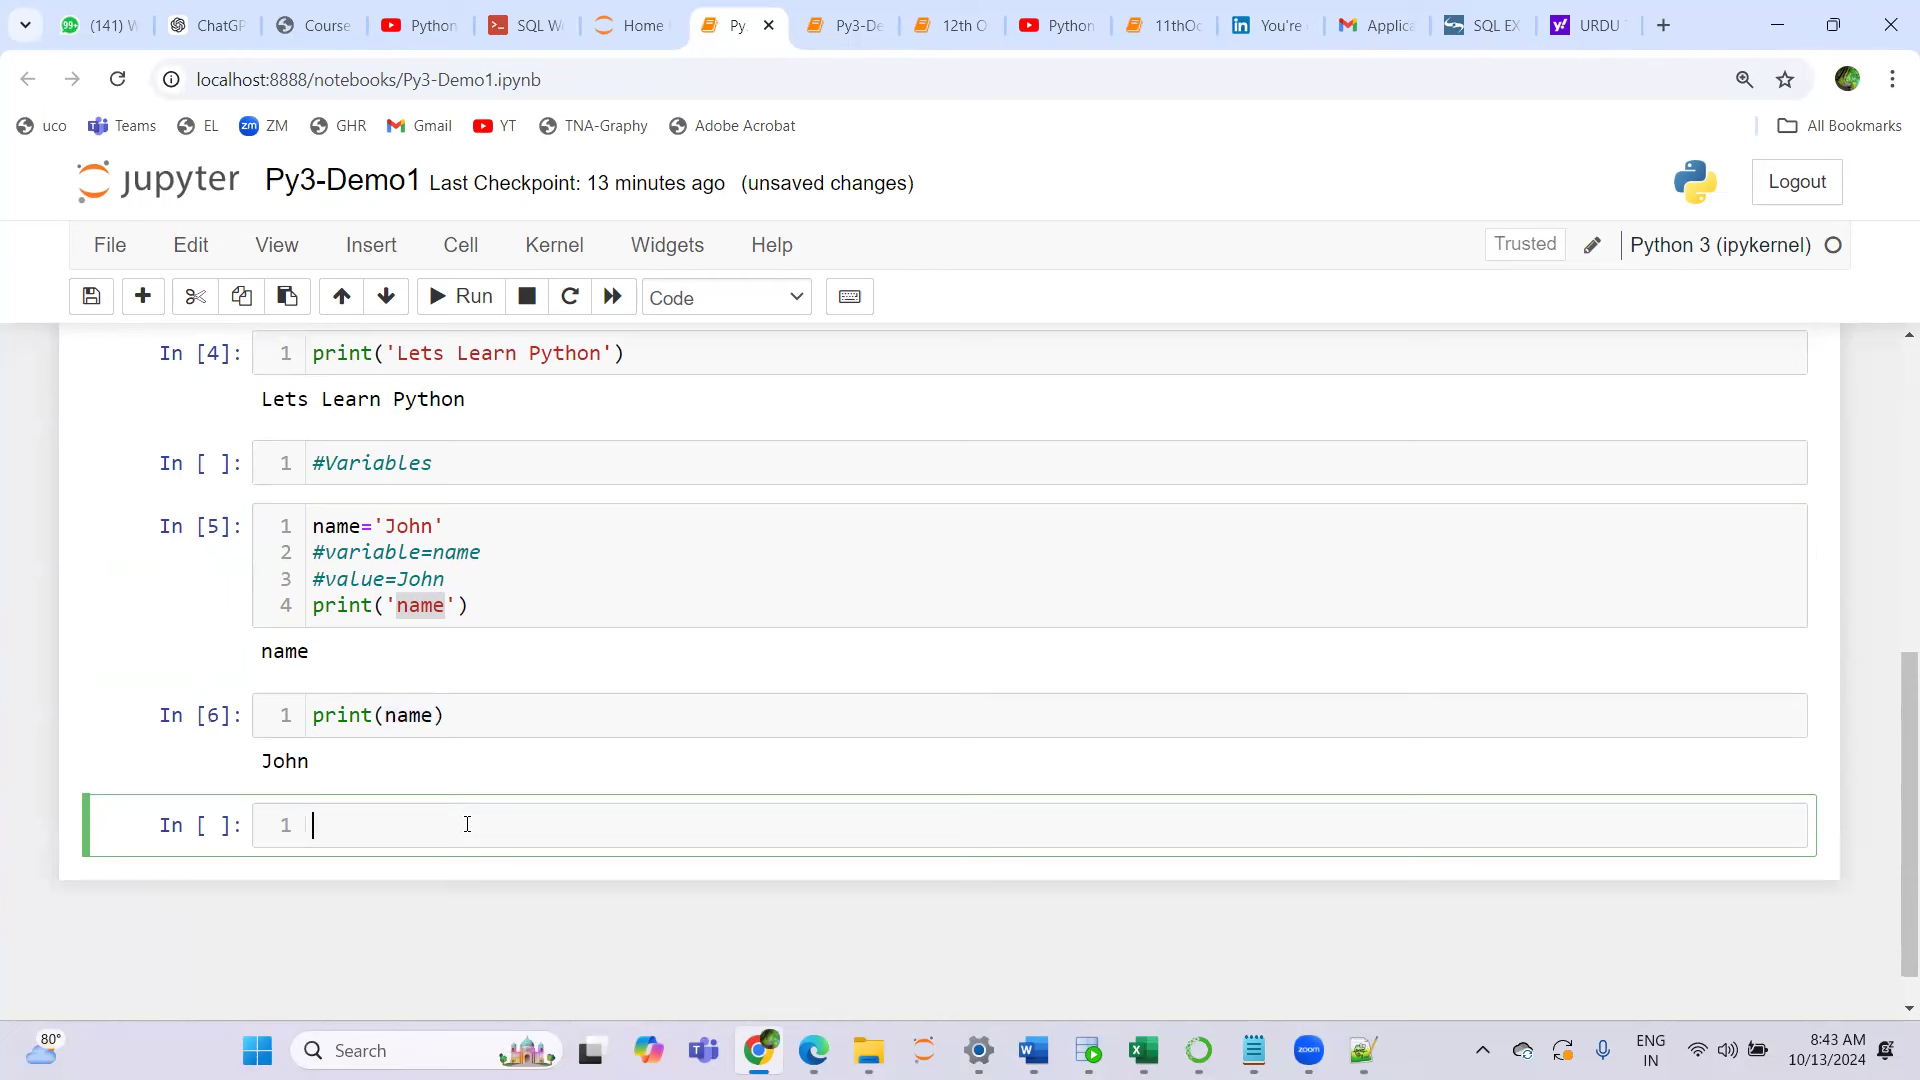 (141) W
ChatGP
Course
Python
SQL W
Home
Py
Py3-De
12th O
Python
11thOc
You're
Applica
SQL EX
URDU
localhost:8888/notebooks/Py3-Demo1.ipynb
uco
Teams
EL
ZM
GHR
Gmail
YT
TNA-Graphy
Adobe Acrobat
All Bookmarks
jupyter Py3-Demo1 Last Checkpoint: 13 minutes ago (unsaved changes)
Logout
File Edit View Insert Cell Kernel Widgets Help
Trusted
Python 3 (ipykernel)
Run
Code
In [4]: 1 print('Lets Learn Python')
Lets Learn Python
In [ ]: 1 #Variables
In [5]: 1 name='John'
2 #variable=name
3 #value=John
4 print('name')
name
In [6]: 1 print(name)
John
In [ ]: 1
80°
Search
zoom
ENG
IN
8:43 AM
10/13/2024